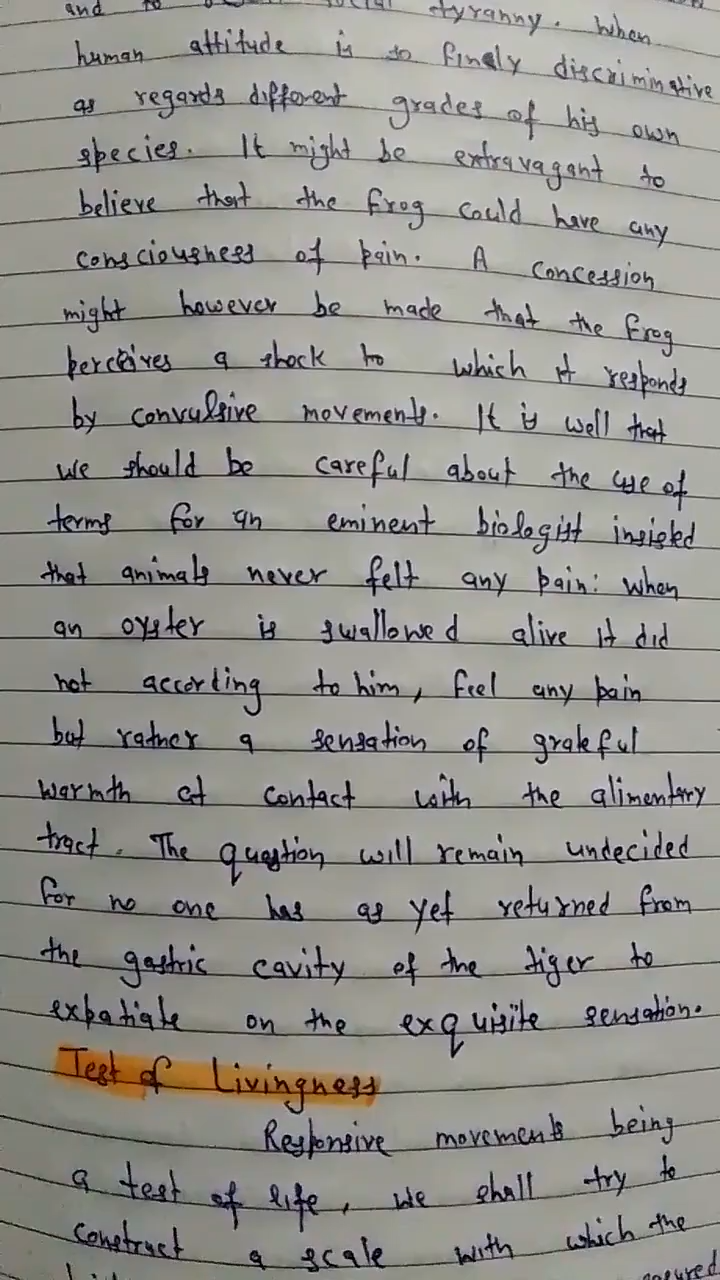 and to social tyranny. When
human attitude is so finely discriminative
as regards different grades of his own
species. It might be extravagant to
believe that the frog could have any
consciousness of pain. A concession
might however be made that the frog
perceives a shock to which it responds
by convulsive movements. It is well that
we should be careful about the use of
terms for an eminent biologist insisted
that animals never felt any pain: when
an oyster is swallowed alive it did
not according to him, feel any pain
but rather a sensation of grateful
warmth at contact with the alimentary
tract. The question will remain undecided
for no one has as yet returned from
the gastric cavity of the tiger to
expatiate on the exquisite sensation.
Test of Livingness
Responsive movements being
a test of life, we shall try to
construct a scale with which the